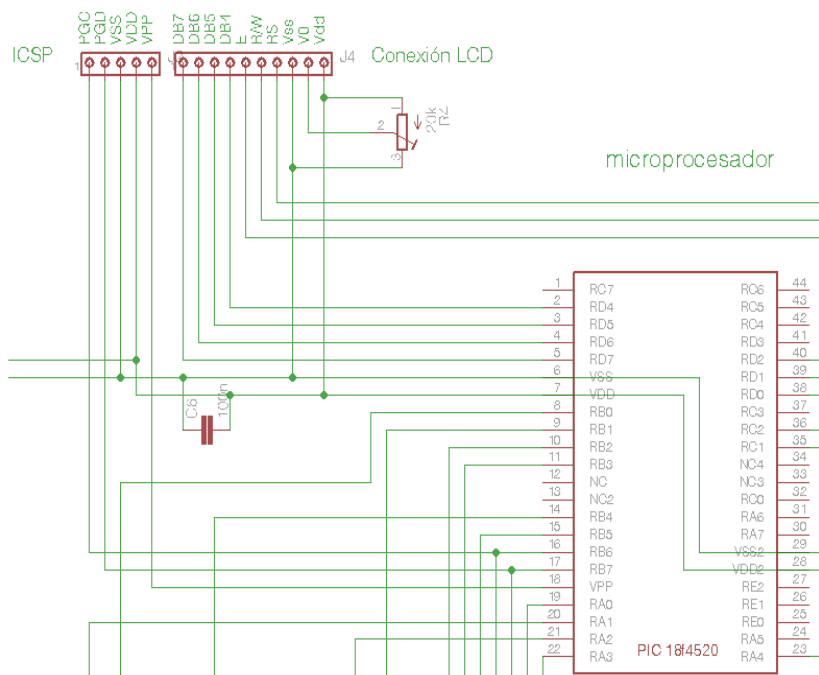 ICSP
PGC PGD VSS VDD VPP
1
DB7 DB6 DB5 DB4 E R/W RS Vss V0 Vdd
J4
Conexión LCD
1
2
3
20k
R4
microprocesador
C6
100n
1 RC7 RC6 44
2 RD4 RC5 43
3 RD5 RC4 42
4 RD6 RD3 41
5 RD7 RD2 40
6 VSS RD1 39
7 VDD RD0 38
8 RB0 RC3 37
9 RB1 RC2 36
10 RB2 RC1 35
11 RB3 NC4 34
12 NC NC3 33
13 NC2 RC0 32
14 RB4 RA6 31
15 RB5 RA7 30
16 RB6 VSS2 29
17 RB7 VDD2 28
18 VPP RE2 27
19 RA0 RE1 26
20 RA1 RE0 25
21 RA2 RA5 24
22 RA3 RA4 23
PIC 18f4520